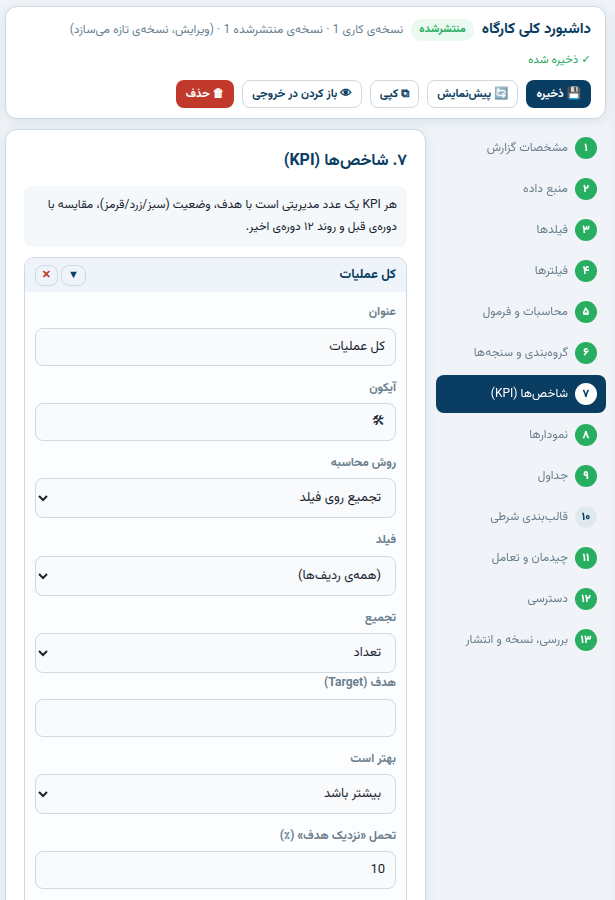 داشبورد کلی کارگاه منتشرشده نسخه‌ی کاری 1 · نسخه‌ی منتشرشده 1 · (ویرایش، نسخه‌ی تازه می‌سازد)
✓ ذخیره شده
💾 ذخیره 🔄 پیش‌نمایش ⧉ کپی 👁 باز کردن در خروجی 🗑 حذف
۱ مشخصات گزارش
۲ منبع داده
۳ فیلدها
۴ فیلترها
۵ محاسبات و فرمول
۶ گروه‌بندی و سنجه‌ها
۷ شاخص‌ها (KPI)
۸ نمودارها
۹ جداول
۱۰ قالب‌بندی شرطی
۱۱ چیدمان و تعامل
۱۲ دسترسی
۱۳ بررسی، نسخه و انتشار
۷. شاخص‌ها (KPI)
هر KPI یک عدد مدیریتی است با هدف، وضعیت (سبز/زرد/قرمز)، مقایسه با
دوره‌ی قبل و روند ۱۲ دوره‌ی اخیر.
کل عملیات ▼ ✕
عنوان
کل عملیات
آیکون
🛠
روش محاسبه
تجمیع روی فیلد
فیلد
(همه‌ی ردیف‌ها)
تجمیع
تعداد
هدف (Target)
بهتر است
بیشتر باشد
تحمل «نزدیک هدف» (٪)
10